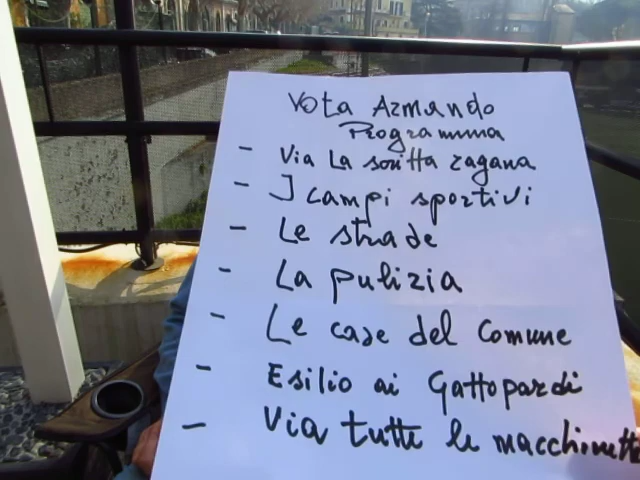 Vota Armando
Programma
- Via La scritta zagana
- I campi sportivi
- Le strade
- La pulizia
- Le case del Comune
- Esilio ai Gattopardi
- Via tutte le macchinette